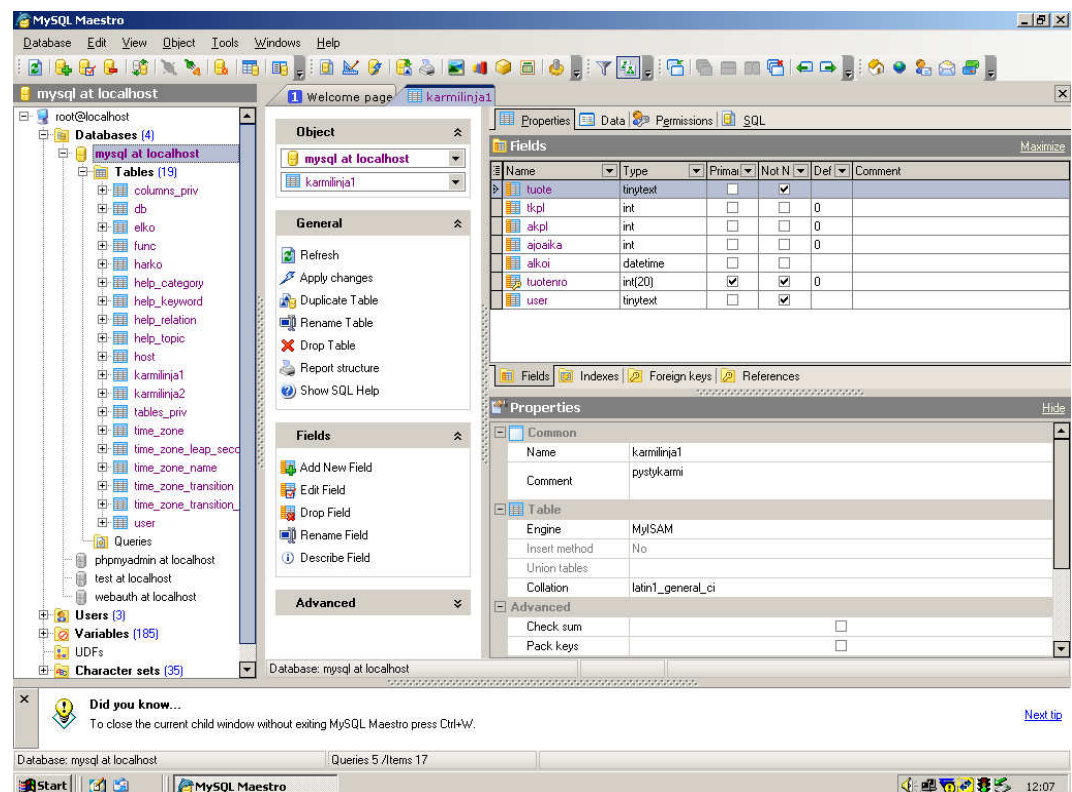 MySQL Maestro
Database Edit View Object Tools Windows Help
mysql at localhost
root@localhost
Databases (4)
mysql at localhost
Tables (19)
columns_priv
db
elko
func
harko
help_category
help_keyword
help_relation
help_topic
host
karmilinja1
karmilinja2
tables_priv
time_zone
time_zone_leap_seco
time_zone_name
time_zone_transition
time_zone_transition_
user
Queries
phpmyadmin at localhost
test at localhost
webauth at localhost
Users (3)
Variables (185)
UDFs
Character sets (35)
1 Welcome page karmilinja1
Object
mysql at localhost
karmilinja1
General
Refresh
Apply changes
Duplicate Table
Rename Table
Drop Table
Report structure
Show SQL Help
Fields
Add New Field
Edit Field
Drop Field
Rename Field
Describe Field
Advanced
Properties Data Permissions SQL
Fields Maximize
Name Type Primai Not N Def Comment
tuote tinytext
tkpl int 0
akpl int 0
ajoaika int 0
alkoi datetime
tuotenro int(20) 0
user tinytext
Fields Indexes Foreign keys References
Properties Hide
Common
Name karmilinja1
Comment pystykarmi
Table
Engine MyISAM
Insert method No
Union tables
Collation latin1_general_ci
Advanced
Check sum
Pack keys
Database: mysql at localhost
Did you know...
To close the current child window without exiting MySQL Maestro press Ctrl+W.
Next tip
Database: mysql at localhost Queries 5 /Items 17
Start MySQL Maestro 12:07